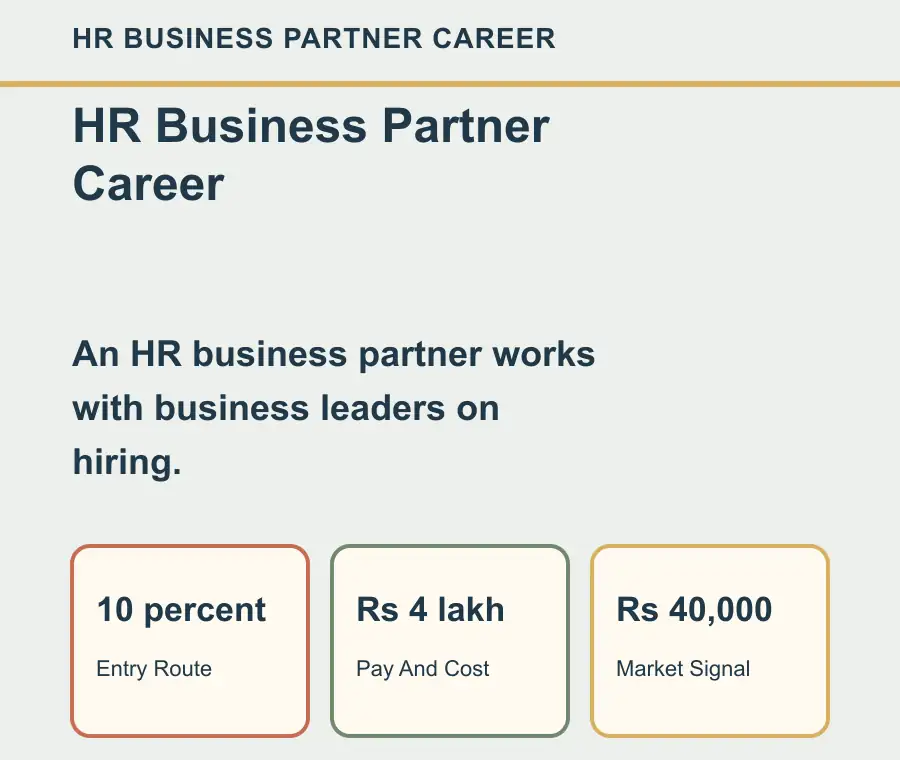 HR BUSINESS PARTNER CAREER
HR Business Partner
Career
An HR business partner works
with business leaders on
hiring.
10 percent
Entry Route
Rs 4 lakh
Pay And Cost
Rs 40,000
Market Signal